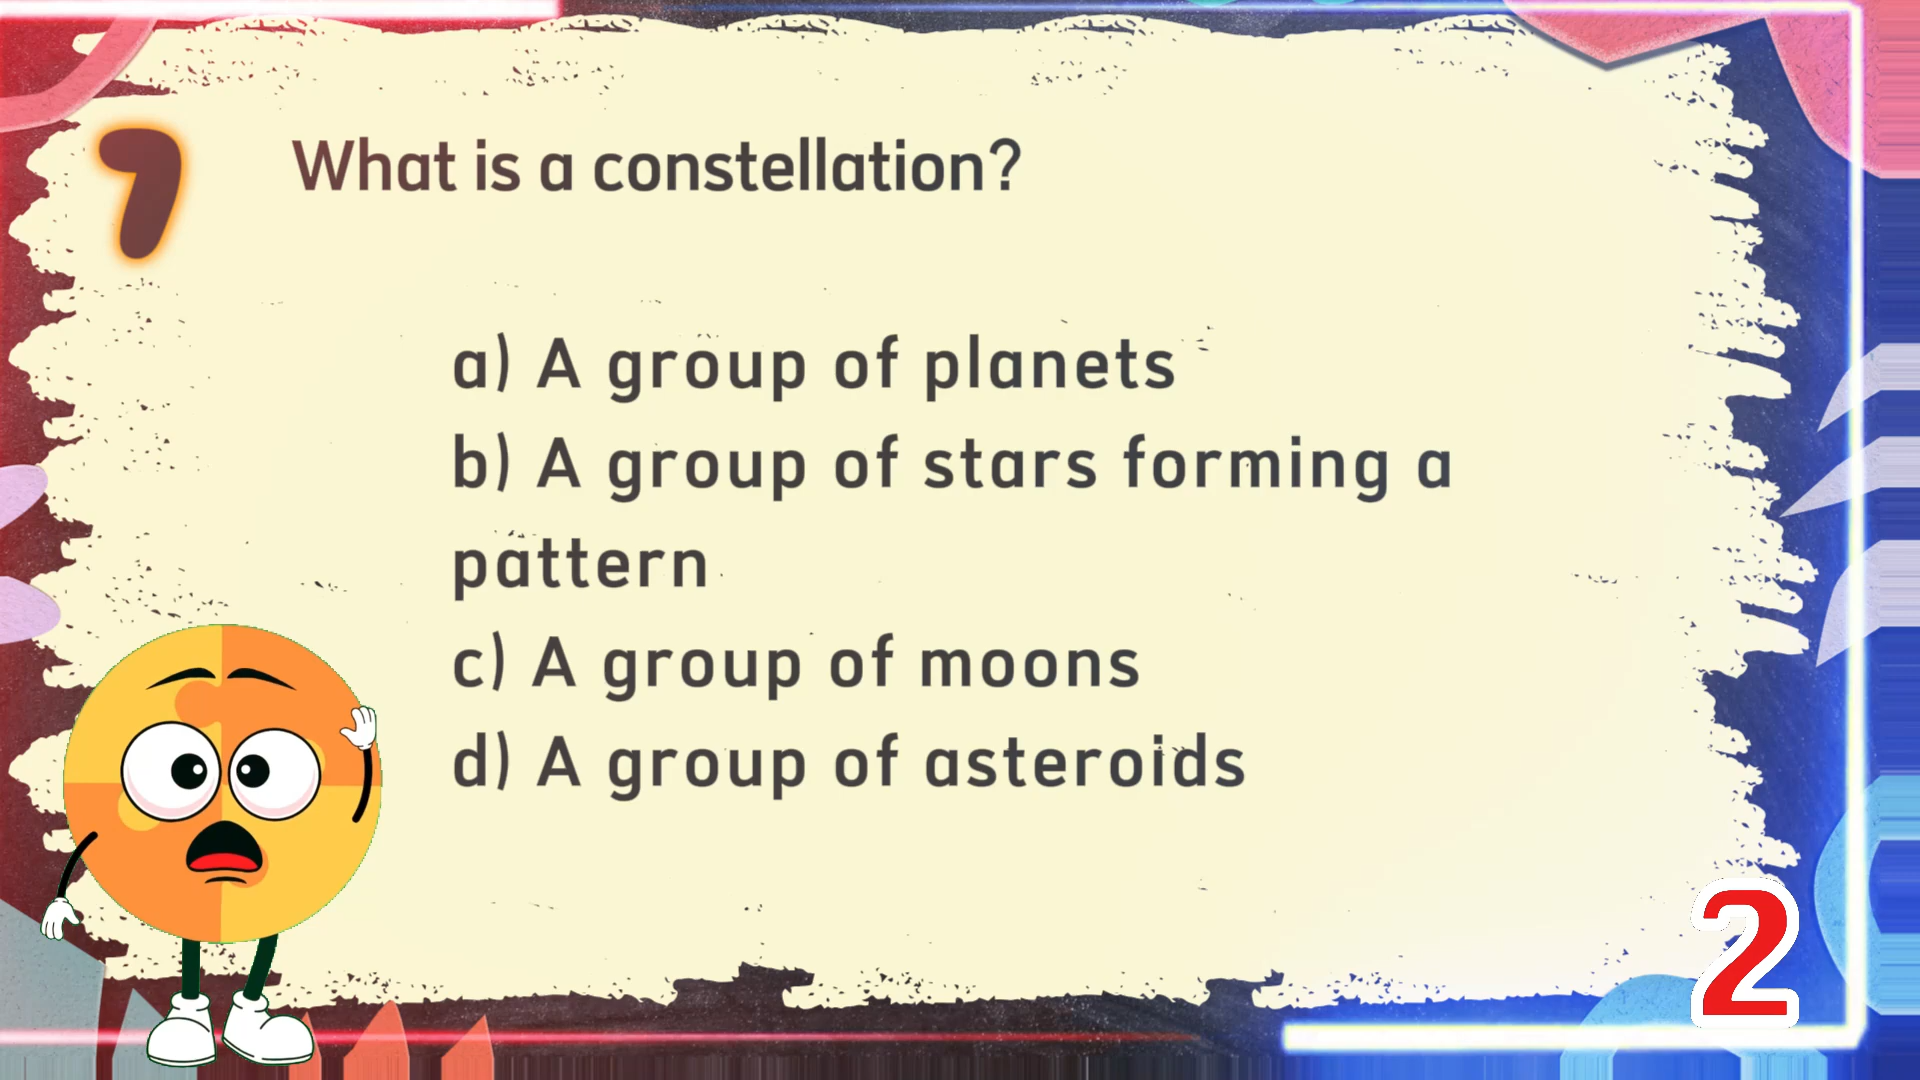 7
What is a constellation?
a) A group of planets
b) A group of stars forming a
pattern
c) A group of moons
d) A group of asteroids
2